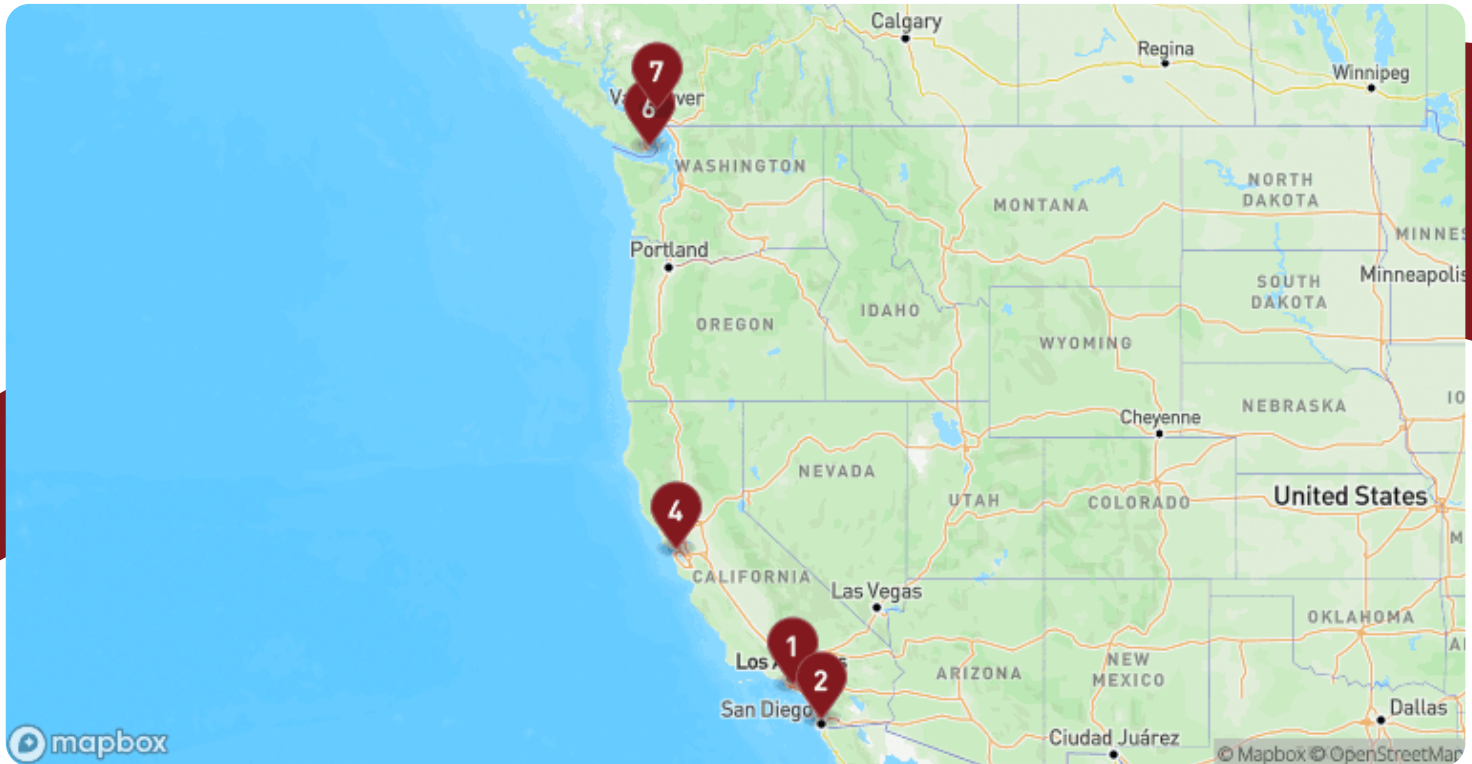 Calgary
Regina
Winnipeg
7
6
WASHINGTON
NORTH
DAKOTA
MONTANA
MINNES
Portland
Minneapolis
SOUTH
DAKOTA
IDAHO
OREGON
WYOMING
Cheyenne
NEBRASKA
IO
NEVADA
UTAH
COLORADO
United States
4
M
CALIFORNIA
Las Vegas
OKLAHOMA
1
Los A
s
2
ARIZONA
NEW
MEXICO
San Diego
Dallas
Ciudad Juárez
mapbox
© Mapbox © OpenStreetMap